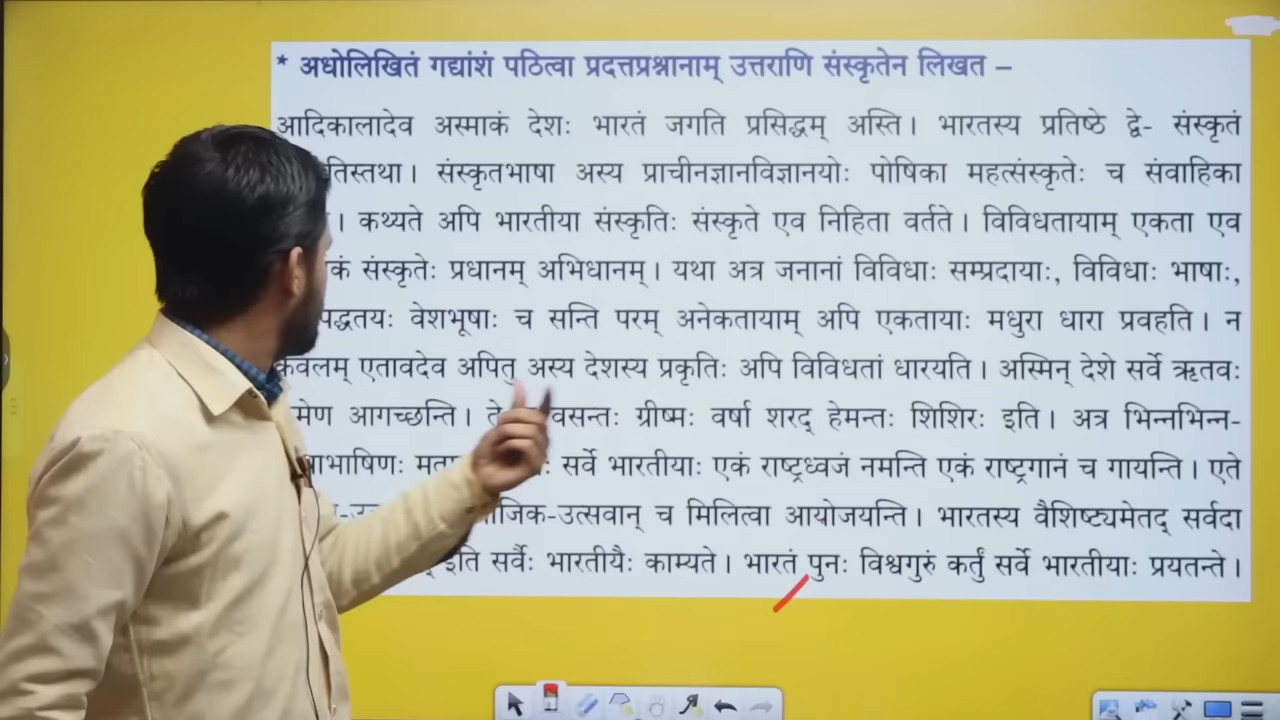 * अधोलिखितं गद्यांशं पठित्वा प्रदत्तप्रश्नानाम् उत्तराणि संस्कृतेन लिखत –
आदिकालादेव अस्माकं देशः भारतं जगति प्रसिद्धम् अस्ति। भारतस्य प्रतिष्ठे द्वे- संस्कृतं
तिस्तथा। संस्कृतभाषा अस्य प्राचीनज्ञानविज्ञानयोः पोषिका महत्संस्कृतेः च संवाहिका
। कथ्यते अपि भारतीया संस्कृतिः संस्कृते एव निहिता वर्तते। विविधतायाम् एकता एव
कं संस्कृतेः प्रधानम् अभिधानम्। यथा अत्र जनानां विविधाः सम्प्रदायाः, विविधाः भाषाः,
पद्धतयः वेशभूषाः च सन्ति परम् अनेकतायाम् अपि एकतायाः मधुरा धारा प्रवहति। न
केवलम् एतावदेव अपितु अस्य देशस्य प्रकृतिः अपि विविधतां धारयति। अस्मिन् देशे सर्वे ऋतवः
मेण आगच्छन्ति। वसन्तः ग्रीष्मः वर्षा शरद् हेमन्तः शिशिरः इति। अत्र भिन्नभिन्न-
भाषिणः सर्वे भारतीयाः एकं राष्ट्रध्वजं नमन्ति एकं राष्ट्रगानं च गायन्ति। एते
जिक-उत्सवान् च मिलित्वा आयोजयन्ति। भारतस्य वैशिष्ट्यमेतद् सर्वदा
इति सर्वैः भारतीयैः काम्यते। भारतं पुनः विश्वगुरुं कर्तुं सर्वे भारतीयाः प्रयतन्ते।